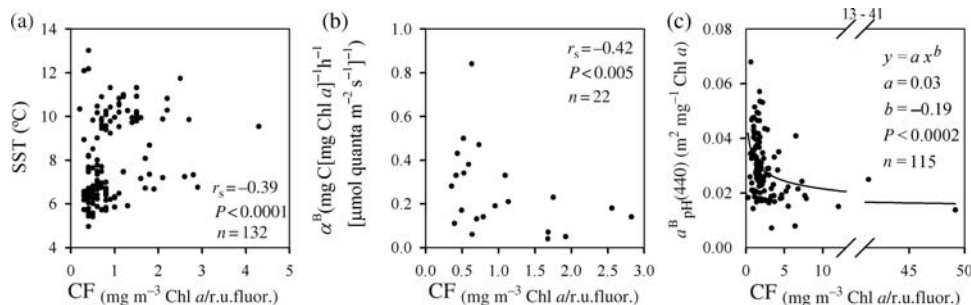 (a)
14
12
10
8
6
4
SST (ºC)
r_s=–0.39
P<0.0001
n=132
0 1 2 3 4 5
CF (mg m⁻³ Chl a/r.u.fluor.)
(b)
α^B (mg C[mg Chl a]⁻¹h⁻¹
[µmol quanta m⁻² s⁻¹]⁻¹)
1.0
0.8
0.6
0.4
0.2
0.0
r_s=–0.42
P<0.005
n=22
0.0 0.5 1.0 1.5 2.0 2.5 3.0
CF (mg m⁻³ Chl a/r.u.fluor.)
(c)
13 - 41
a^B_pH(440) (m² mg⁻¹ Chl a)
0.08
0.06
0.04
0.02
0.00
y = a x^b
a = 0.03
b = –0.19
P<0.0002
n = 115
0 5 10 45 50
CF (mg m⁻³ Chl a/r.u.fluor.)